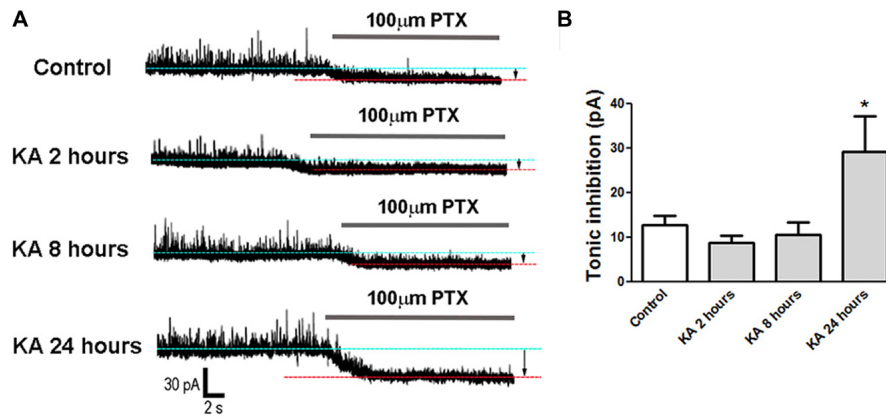 A
100μm PTX
Control
100μm PTX
KA 2 hours
100μm PTX
KA 8 hours
100μm PTX
KA 24 hours
30 pA
2 s
B
Tonic inhibition (pA)
40
30
20
10
0
*
Control
KA 2 hours
KA 8 hours
KA 24 hours